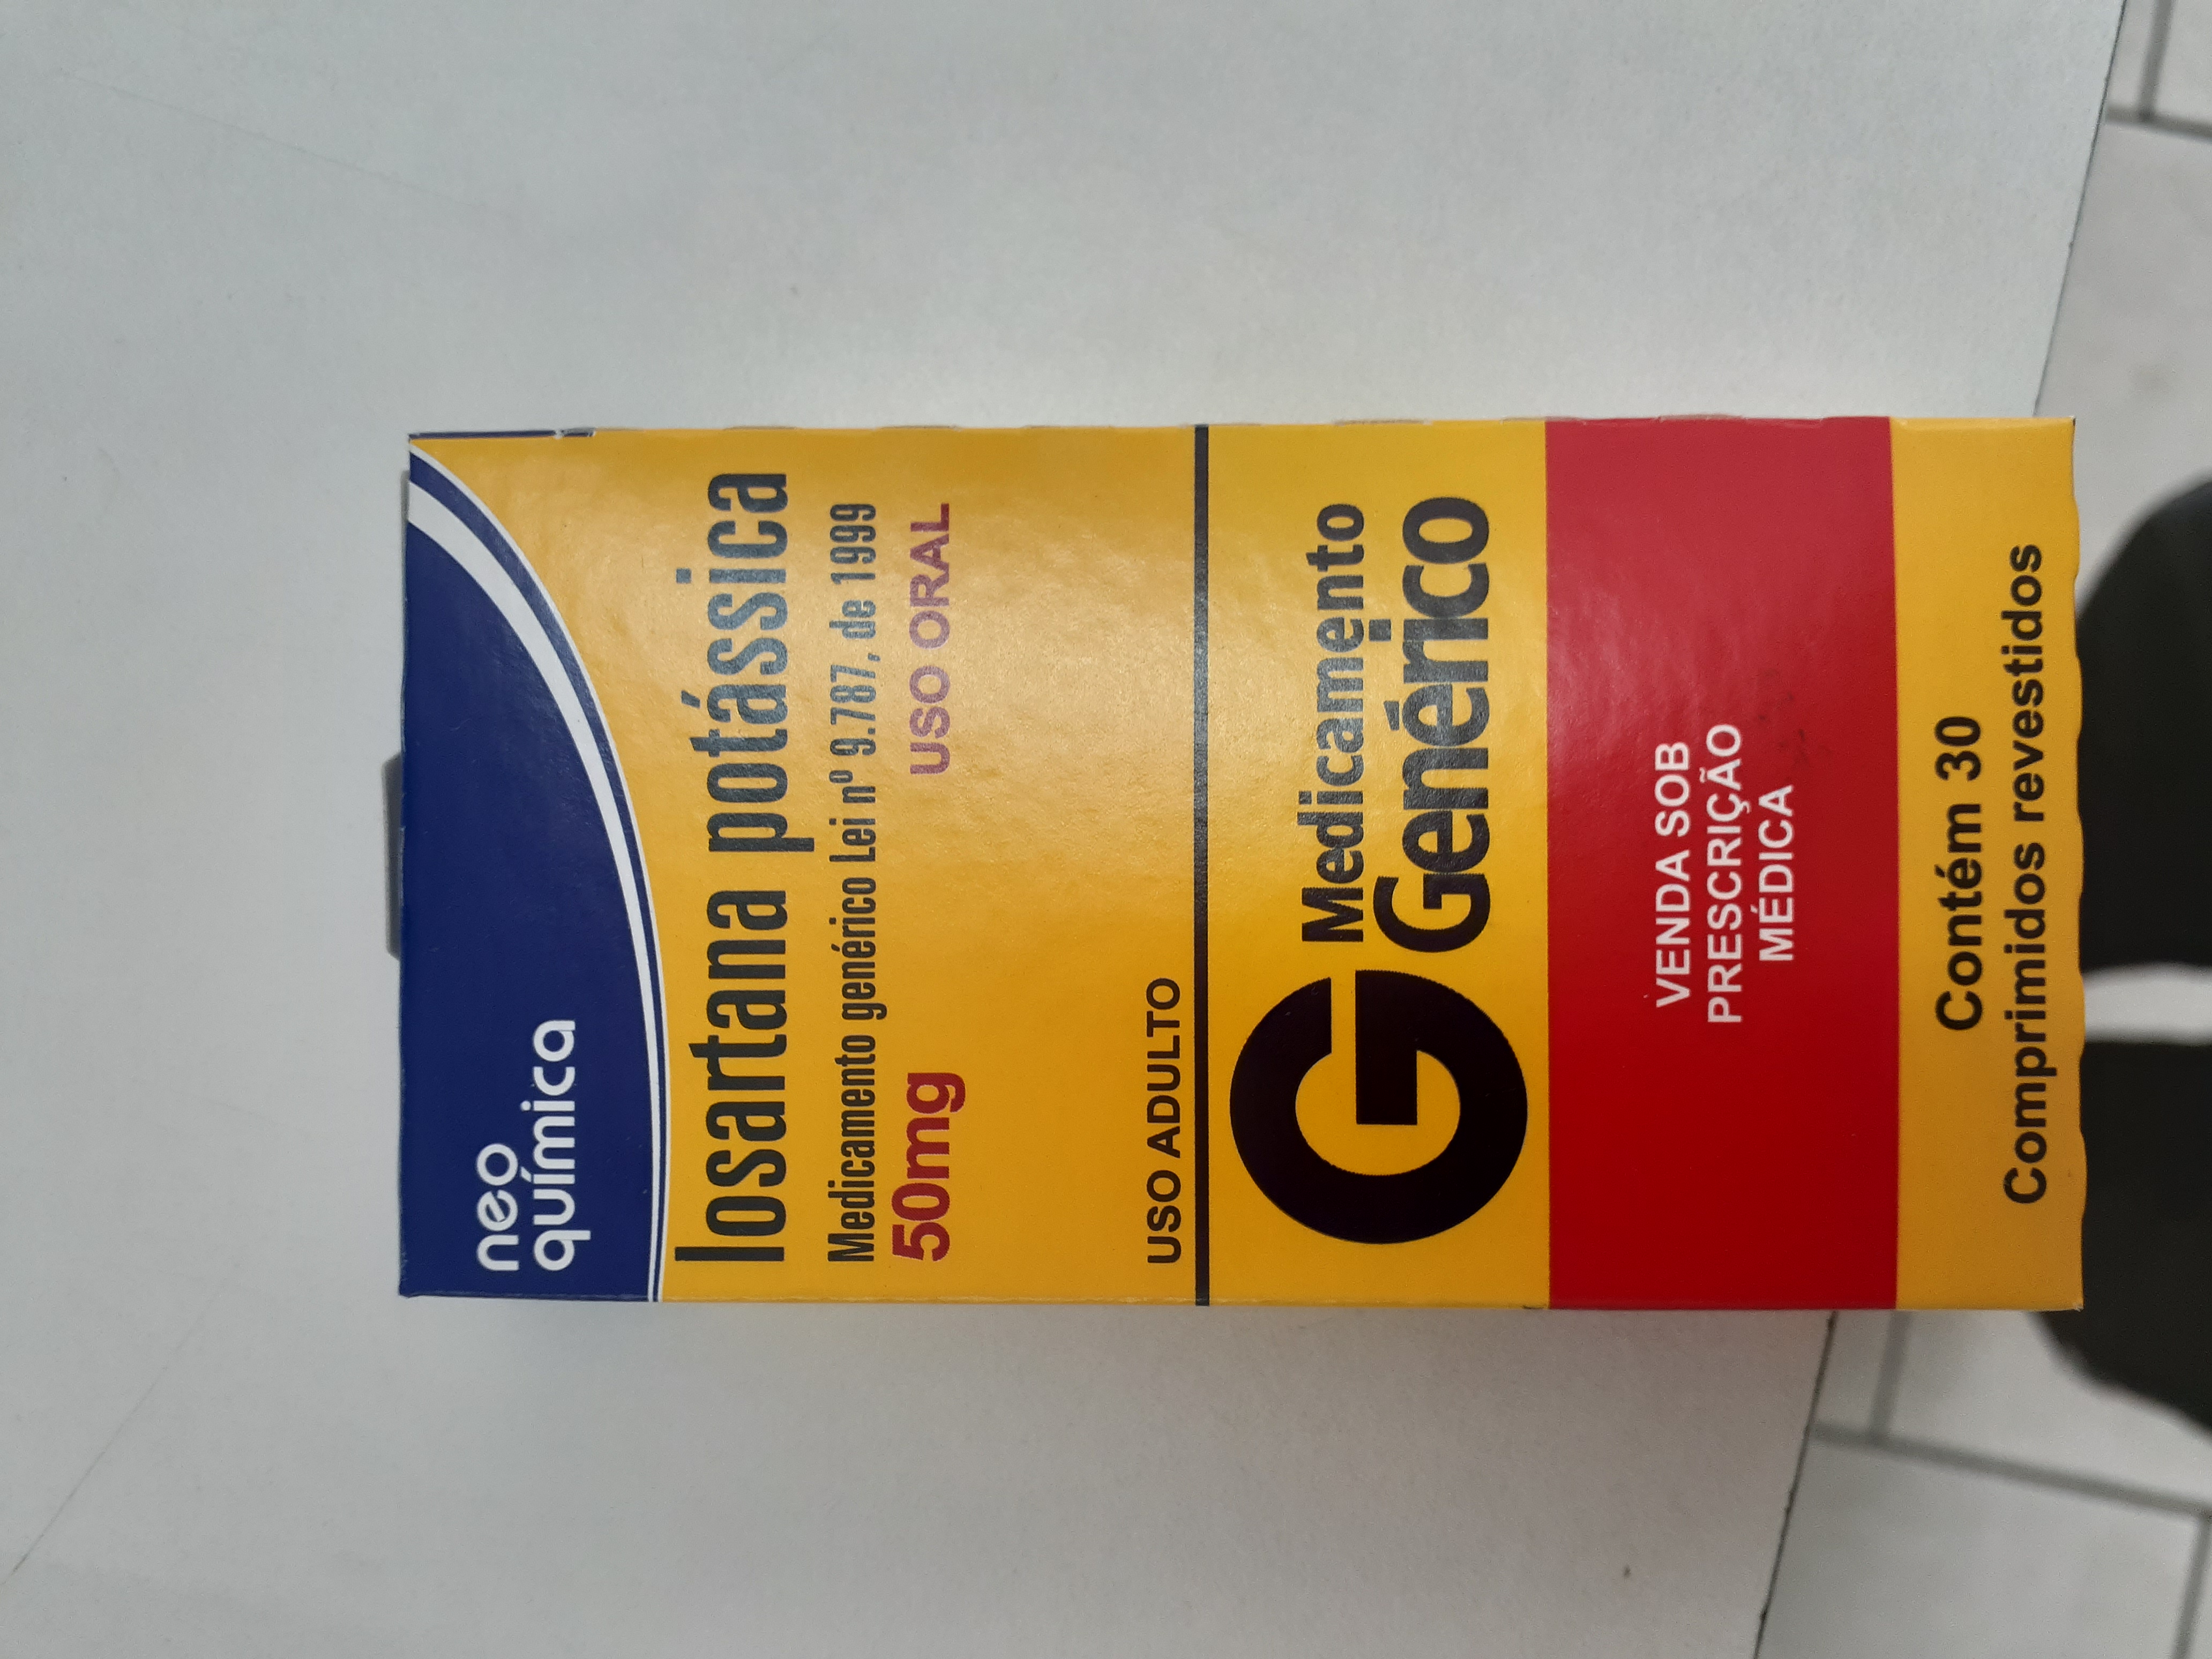 neo
química
losartana potássica
Medicamento genérico Lei nº 9.787, de 1999
50mg USO ORAL
USO ADULTO
G Medicamento
Genérico
VENDA SOB
PRESCRIÇÃO
MÉDICA
Contém 30
Comprimidos revestidos